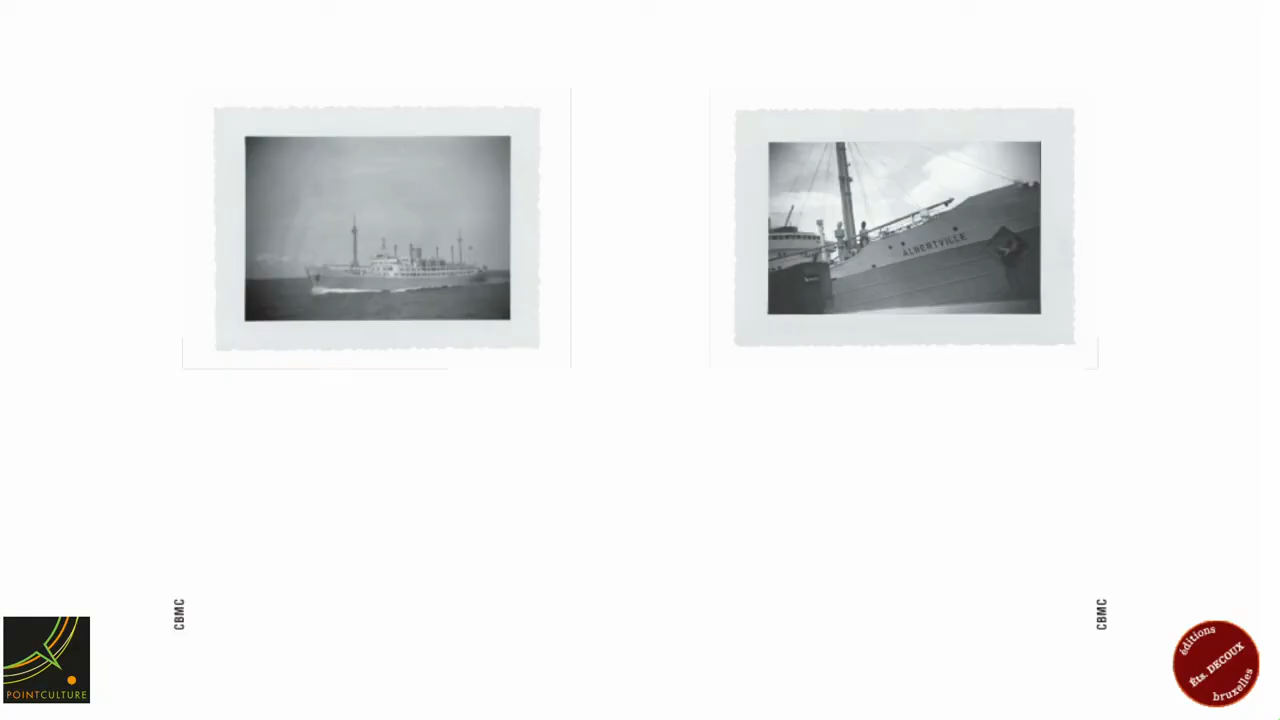 ALBERTVILLE
CBMC
CBMC
POINTCULTURE
éditions
Éts. DECOUX
bruxelles